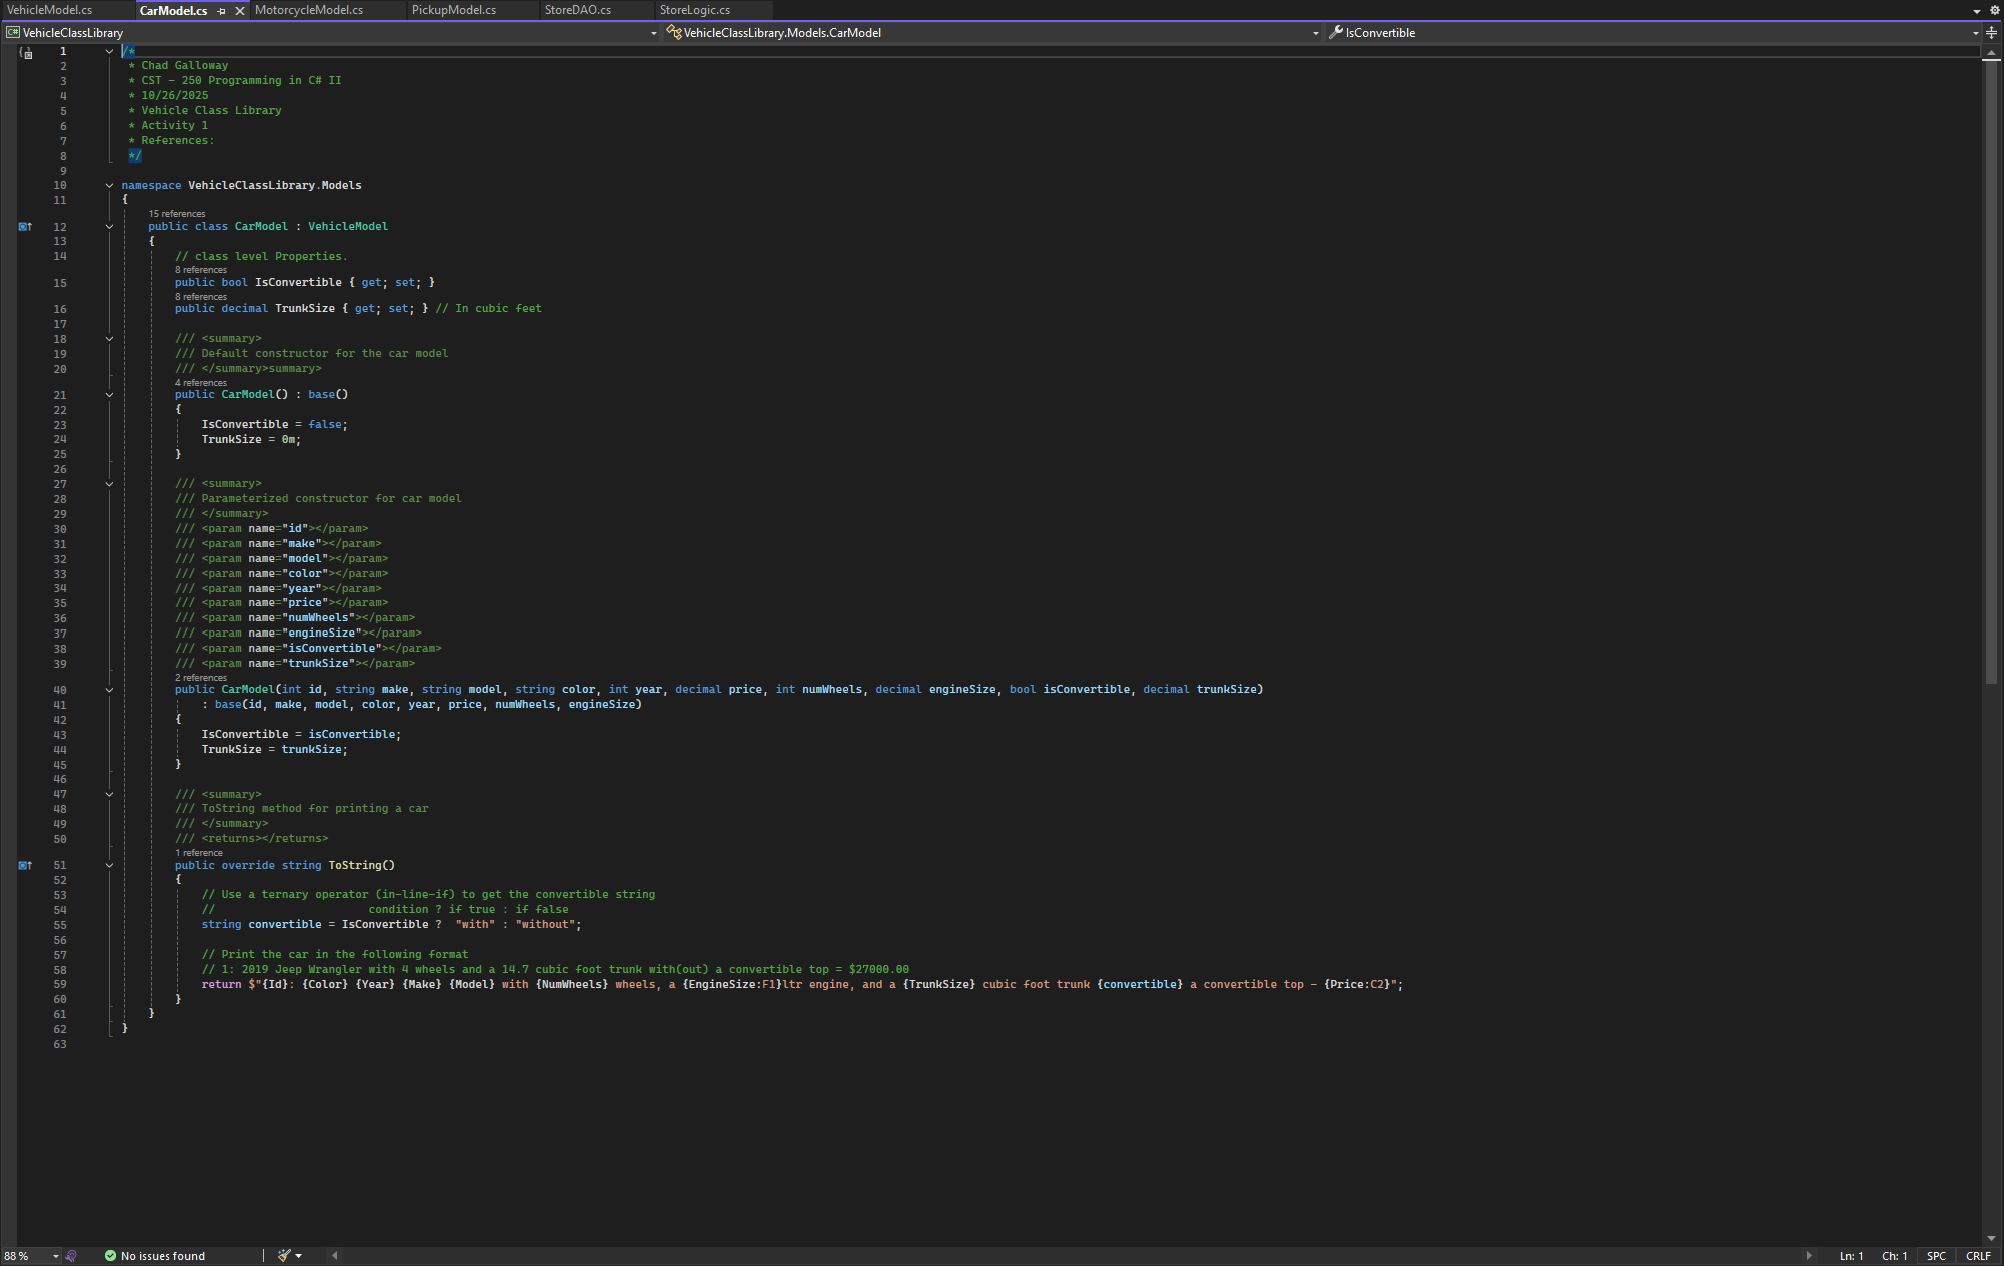 VehicleModel.cs CarModel.cs MotorcycleModel.cs PickupModel.cs StoreDAO.cs StoreLogic.cs
C# VehicleClassLibrary VehicleClassLibrary.Models.CarModel IsConvertible
1 /*
2 * Chad Galloway
3 * CST - 250 Programming in C# II
4 * 10/26/2025
5 * Vehicle Class Library
6 * Activity 1
7 * References:
8 */
9
10 namespace VehicleClassLibrary.Models
11 {
15 references
12 public class CarModel : VehicleModel
13 {
14 // class level Properties.
8 references
15 public bool IsConvertible { get; set; }
8 references
16 public decimal TrunkSize { get; set; } // In cubic feet
17
18 /// <summary>
19 /// Default constructor for the car model
20 /// </summary>summary>
4 references
21 public CarModel() : base()
22 {
23 IsConvertible = false;
24 TrunkSize = 0m;
25 }
26
27 /// <summary>
28 /// Parameterized constructor for car model
29 /// </summary>
30 /// <param name="id"></param>
31 /// <param name="make"></param>
32 /// <param name="model"></param>
33 /// <param name="color"></param>
34 /// <param name="year"></param>
35 /// <param name="price"></param>
36 /// <param name="numWheels"></param>
37 /// <param name="engineSize"></param>
38 /// <param name="isConvertible"></param>
39 /// <param name="trunkSize"></param>
2 references
40 public CarModel(int id, string make, string model, string color, int year, decimal price, int numWheels, decimal engineSize, bool isConvertible, decimal trunkSize)
41 : base(id, make, model, color, year, price, numWheels, engineSize)
42 {
43 IsConvertible = isConvertible;
44 TrunkSize = trunkSize;
45 }
46
47 /// <summary>
48 /// ToString method for printing a car
49 /// </summary>
50 /// <returns></returns>
1 reference
51 public override string ToString()
52 {
53 // Use a ternary operator (in-line-if) to get the convertible string
54 // condition ? if true : if false
55 string convertible = IsConvertible ?  "with" : "without";
56
57 // Print the car in the following format
58 // 1: 2019 Jeep Wrangler with 4 wheels and a 14.7 cubic foot trunk with(out) a convertible top = $27000.00
59 return $"{Id}: {Color} {Year} {Make} {Model} with {NumWheels} wheels, a {EngineSize:F1}ltr engine, and a {TrunkSize} cubic foot trunk {convertible} a convertible top - {Price:C2}";
60 }
61 }
62 }
63
88 % No issues found Ln: 1 Ch: 1 SPC CRLF